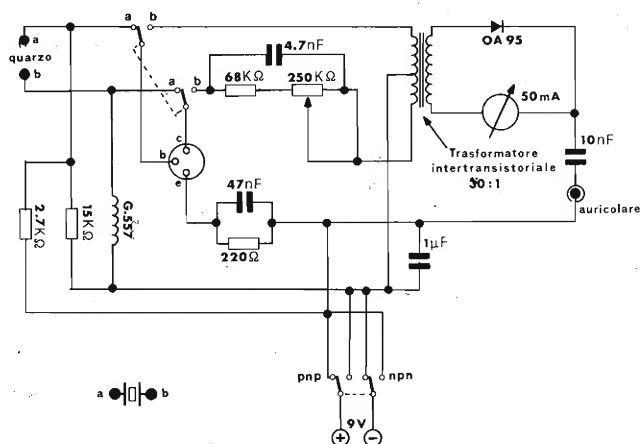 a b
a
quarzo
b
4.7nF
a b
68KΩ
250KΩ
OA 95
50mA
10nF
Trasformatore
intertransistoriale
30:1
auricolare
c
b
e
2.7KΩ
15KΩ
G.557
47nF
220Ω
1µF
pnp
npn
a b
9V
+ −